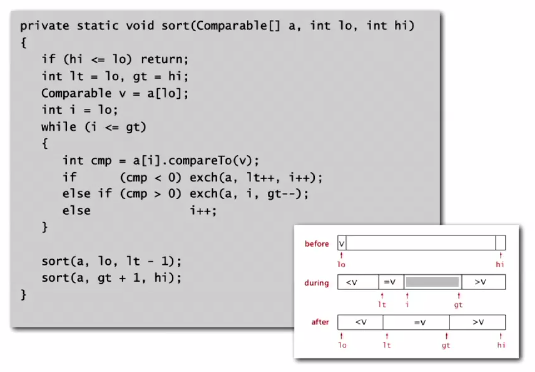 private static void sort(Comparable[] a, int lo, int hi)
{
if (hi <= lo) return;
int lt = lo, gt = hi;
Comparable v = a[lo];
int i = lo;
while (i <= gt)
{
int cmp = a[i].compareTo(v);
if (cmp < 0) exch(a, lt++, i++);
else if (cmp > 0) exch(a, i, gt--);
else i++;
}
sort(a, lo, lt - 1);
sort(a, gt + 1, hi);
}
before v
lo hi
during <V =V >V
lt i gt
after <V =V >V
lo lt gt hi